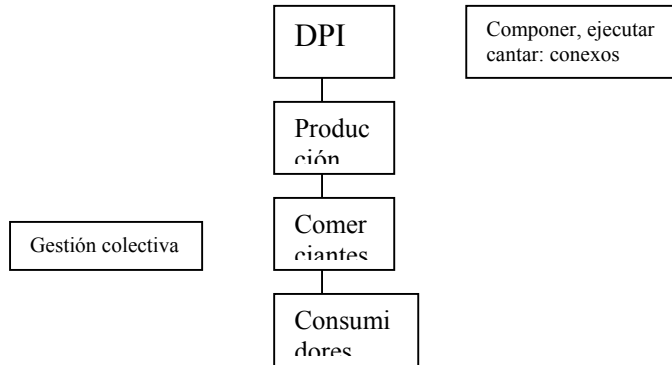 DPI
Componer, ejecutar
cantar: conexos
Produc
ción
Comer
ciantes
Gestión colectiva
Consumi
dores